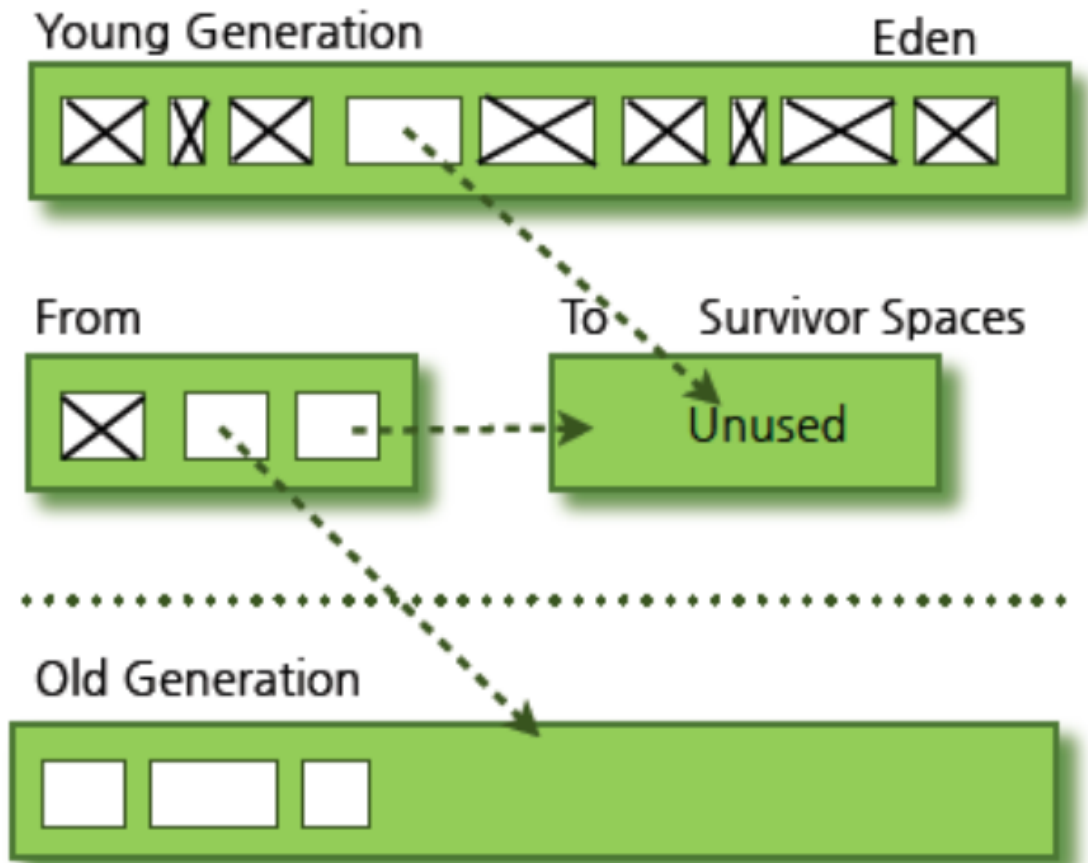 Young Generation
Eden
From
To
Survivor Spaces
Unused
Old Generation